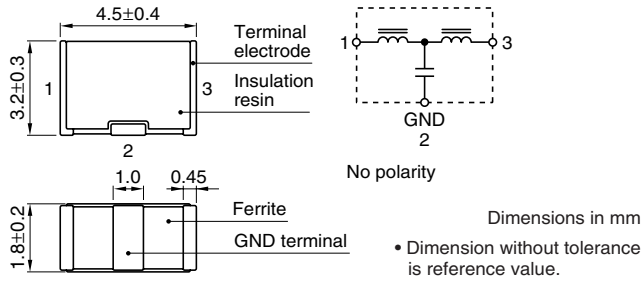 4.5±0.4
3.2±0.3
1
3
2
Terminal
electrode
Insulation
resin
1
3
GND
2
No polarity
1.0
0.45
1.8±0.2
Ferrite
GND terminal
Dimensions in mm
• Dimension without tolerance
is reference value.